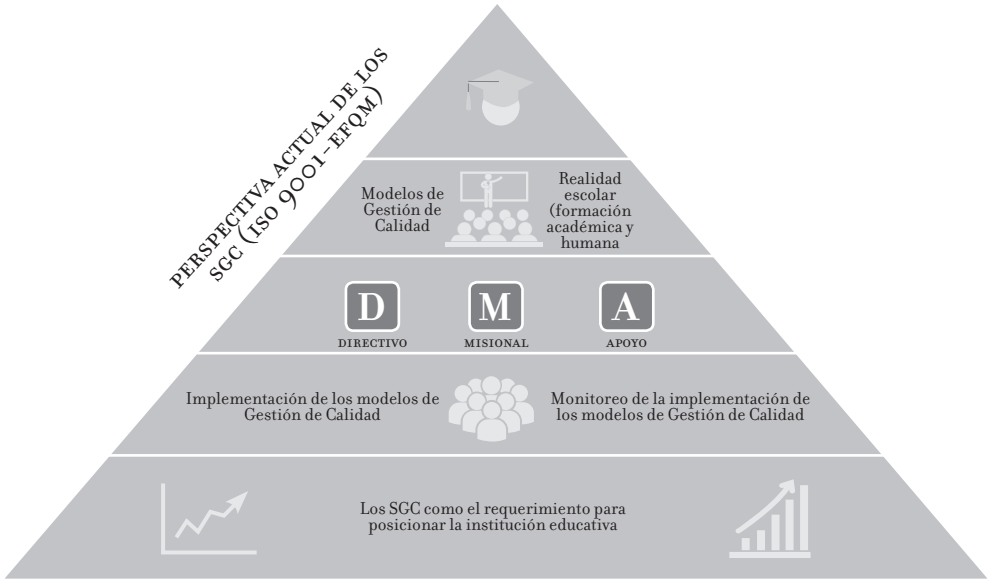 PERSPECTIVA ACTUAL DE LOS
SGC (ISO 9001-EFQM)
Modelos de
Gestión de
Calidad
Realidad
escolar
(formación
académica y
humana
D
DIRECTIVO
M
MISIONAL
A
APOYO
Implementación de los modelos de
Gestión de Calidad
Monitoreo de la implementación de
los modelos de Gestión de Calidad
Los SGC como el requerimiento para
posicionar la institución educativa